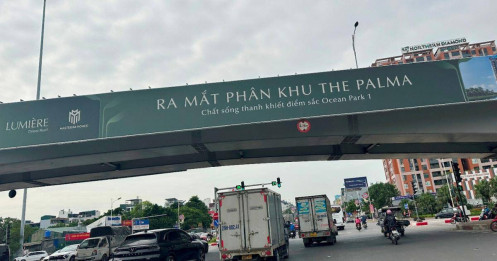 NORTHERN DIAMOND
RA MẮT PHÂN KHU THE PALMA
Chất sống thanh khiết điểm sắc Ocean Park 1
LUMIÈRE
MASTERISE HOMES